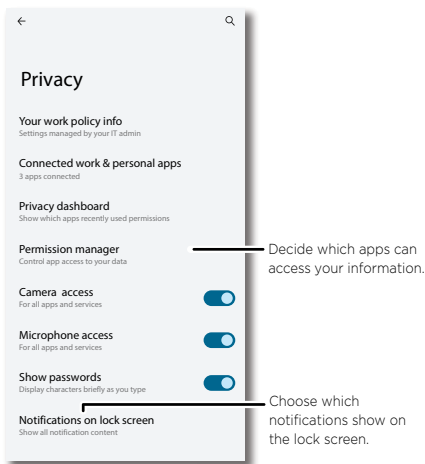 Privacy
Your work policy info
Settings managed by your IT admin
Connected work & personal apps
3 apps connected
Privacy dashboard
Show which apps recently used permissions
Permission manager
Control app access to your data
Decide which apps can
access your information.
Camera access
For all apps and services
Microphone access
For all apps and services
Show passwords
Display characters briefly as you type
Notifications on lock screen
Show all notification content
Choose which
notifications show on
the lock screen.